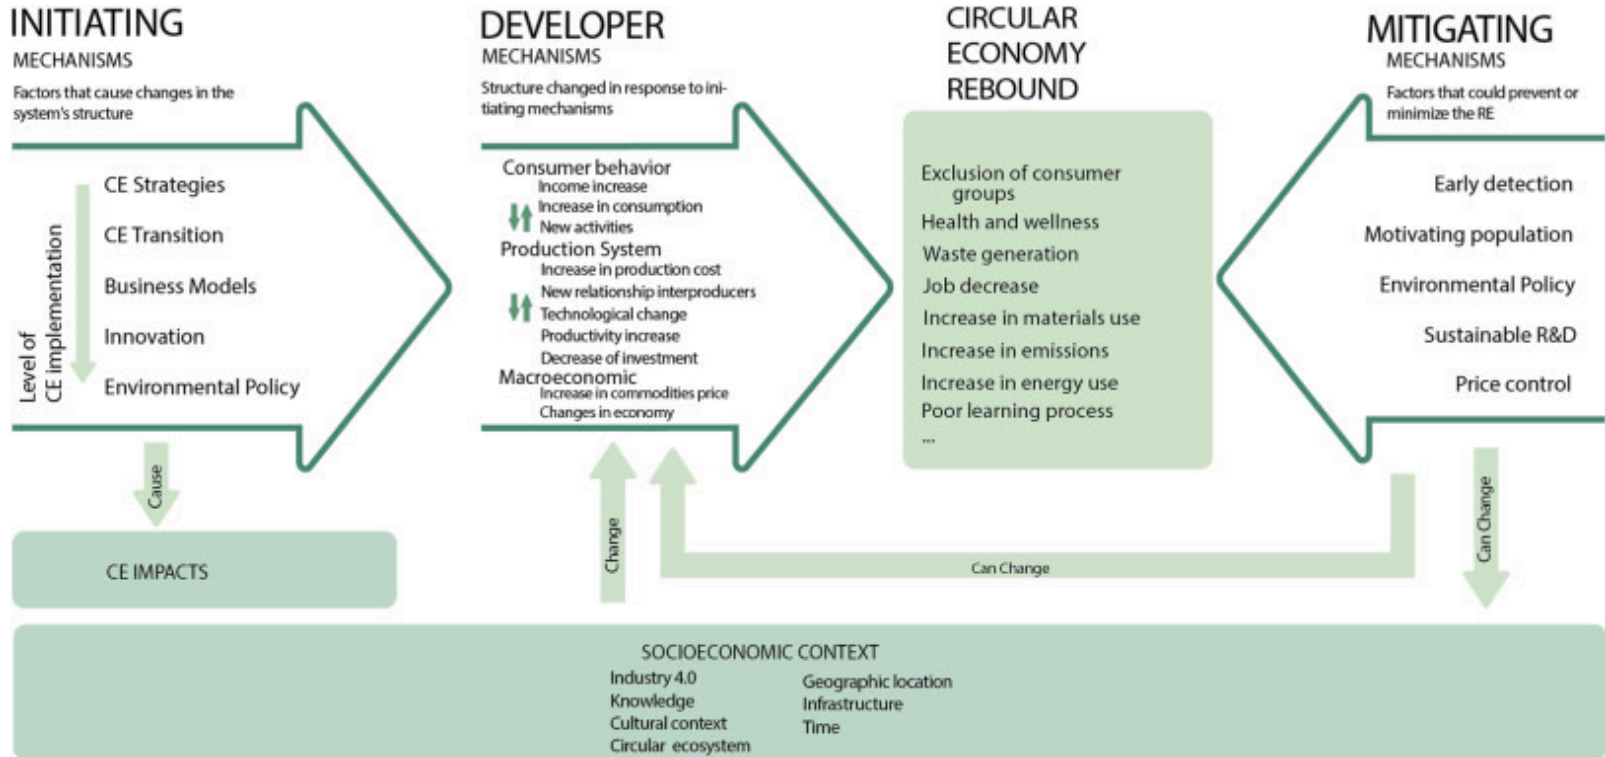 INITIATING
MECHANISMS
Factors that cause changes in the
system's structure
Level of
CE implementation
CE Strategies
CE Transition
Business Models
Innovation
Environmental Policy
Cause
CE IMPACTS
DEVELOPER
MECHANISMS
Structure changed in response to ini-
tiating mechanisms
Consumer behavior
Income increase
Increase in consumption
New activities
Production System
Increase in production cost
New relationship interproducers
Technological change
Productivity increase
Decrease of investment
Macroeconomic
Increase in commodities price
Changes in economy
Change
CIRCULAR
ECONOMY
REBOUND
Exclusion of consumer
groups
Health and wellness
Waste generation
Job decrease
Increase in materials use
Increase in emissions
Increase in energy use
Poor learning process
...
MITIGATING
MECHANISMS
Factors that could prevent or
minimize the RE
Early detection
Motivating population
Environmental Policy
Sustainable R&D
Price control
Can Change
Can Change
SOCIOECONOMIC CONTEXT
Industry 4.0
Knowledge
Cultural context
Circular ecosystem
Geographic location
Infrastructure
Time